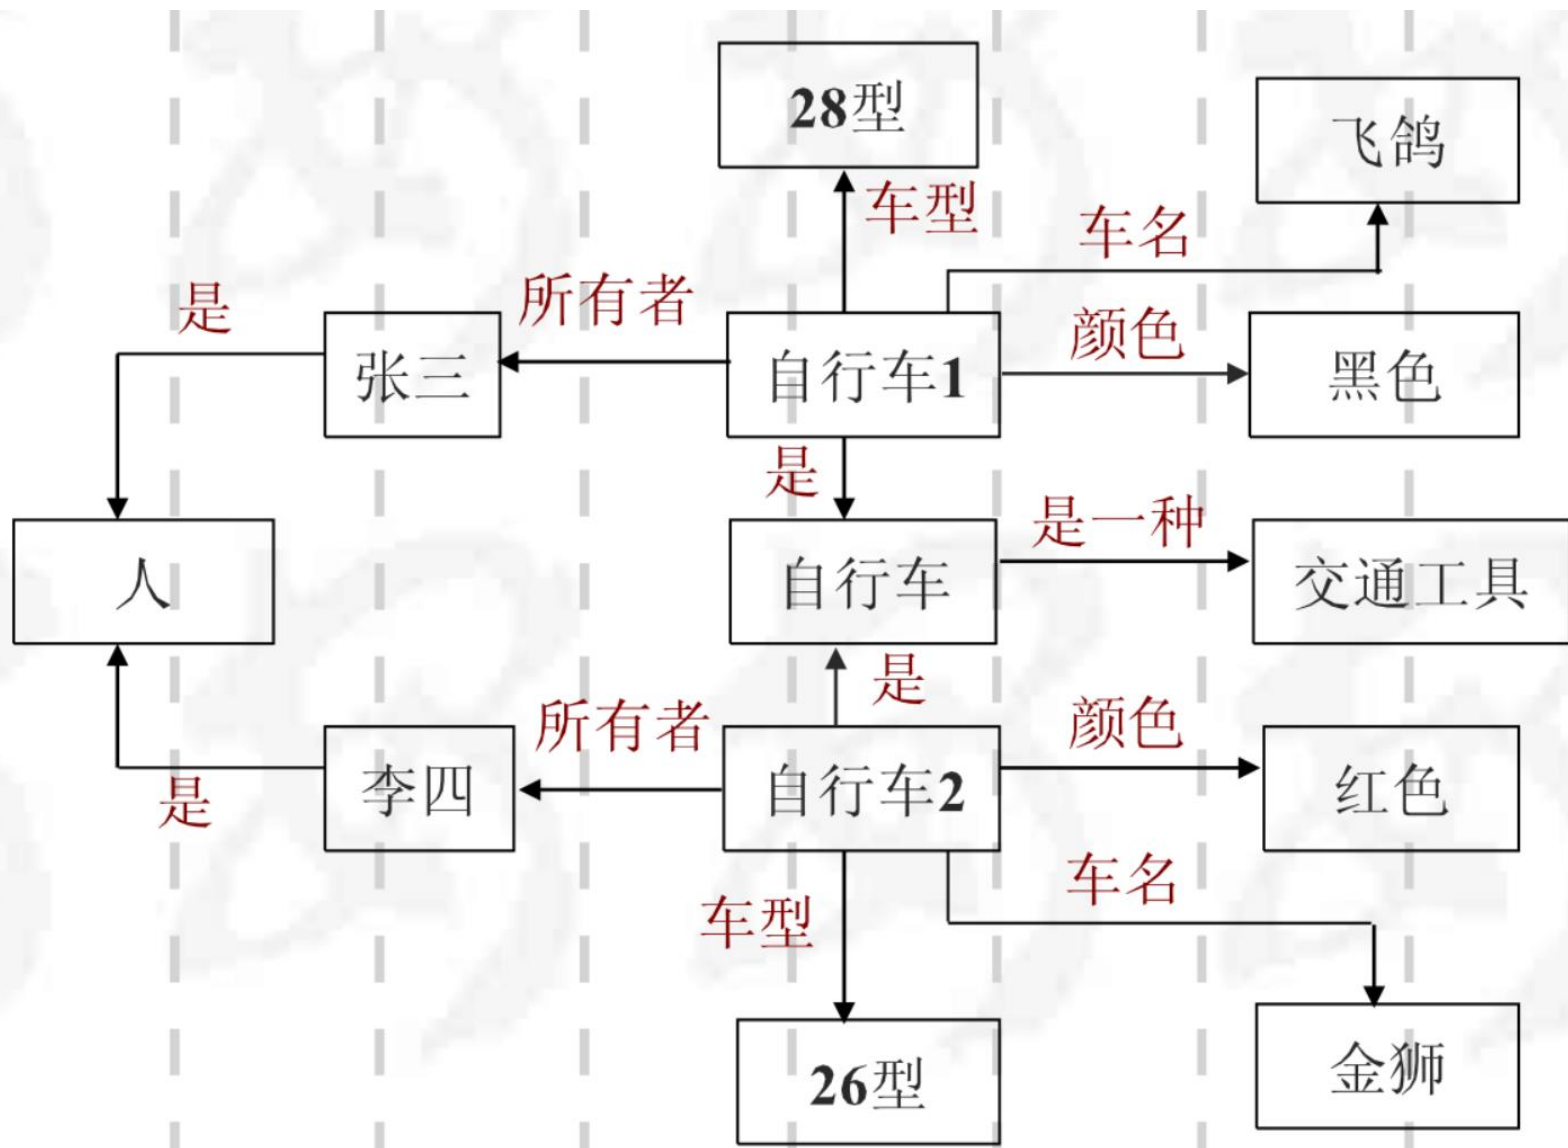 28型
飞鸽
车型
车名
是
所有者
颜色
张三
自行车1
黑色
是
是一种
人
自行车
交通工具
是
所有者
颜色
是
李四
自行车2
红色
车型
车名
26型
金狮